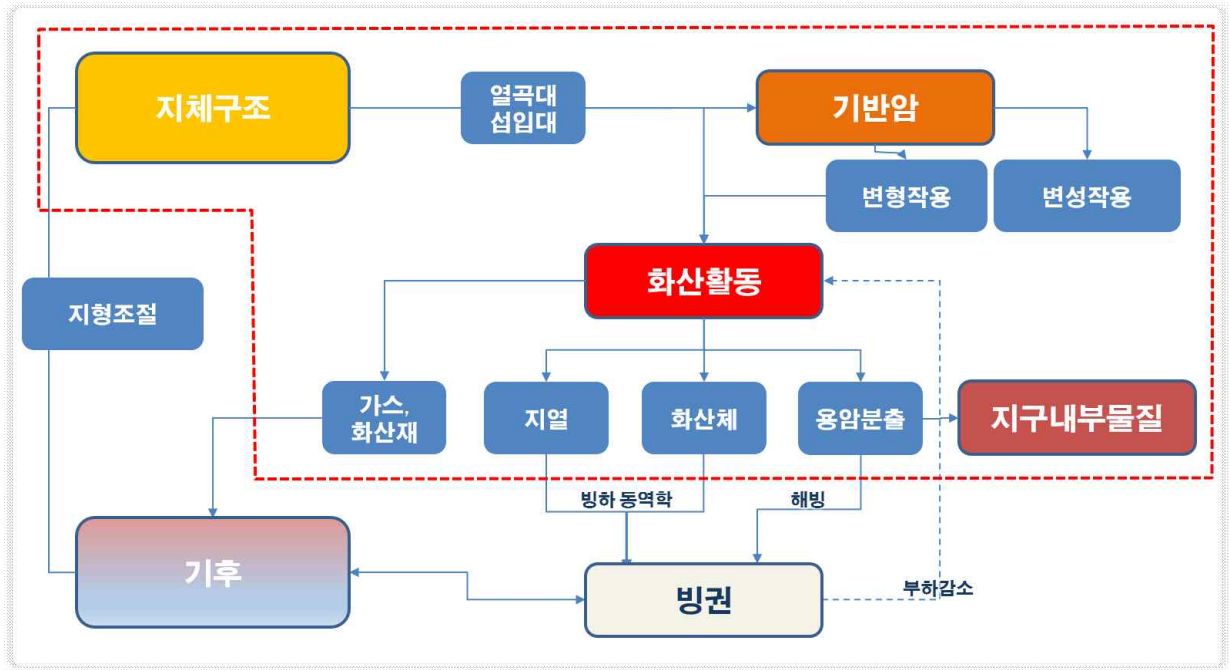 지체구조
열곡대
섭입대
기반암
변형작용
변성작용
화산활동
지형조절
가스,
화산재
지열
화산체
용암분출
지구내부물질
빙하 동역학
해빙
기후
빙권
부하감소